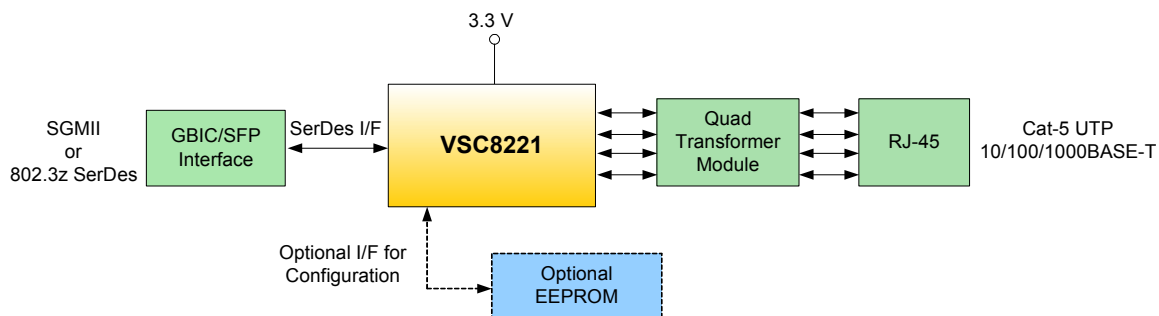 3.3 V
SGMII
or
802.3z SerDes
GBIC/SFP
Interface
SerDes I/F
VSC8221
Quad
Transformer
Module
RJ-45
Cat-5 UTP
10/100/1000BASE-T
Optional I/F for
Configuration
Optional
EEPROM